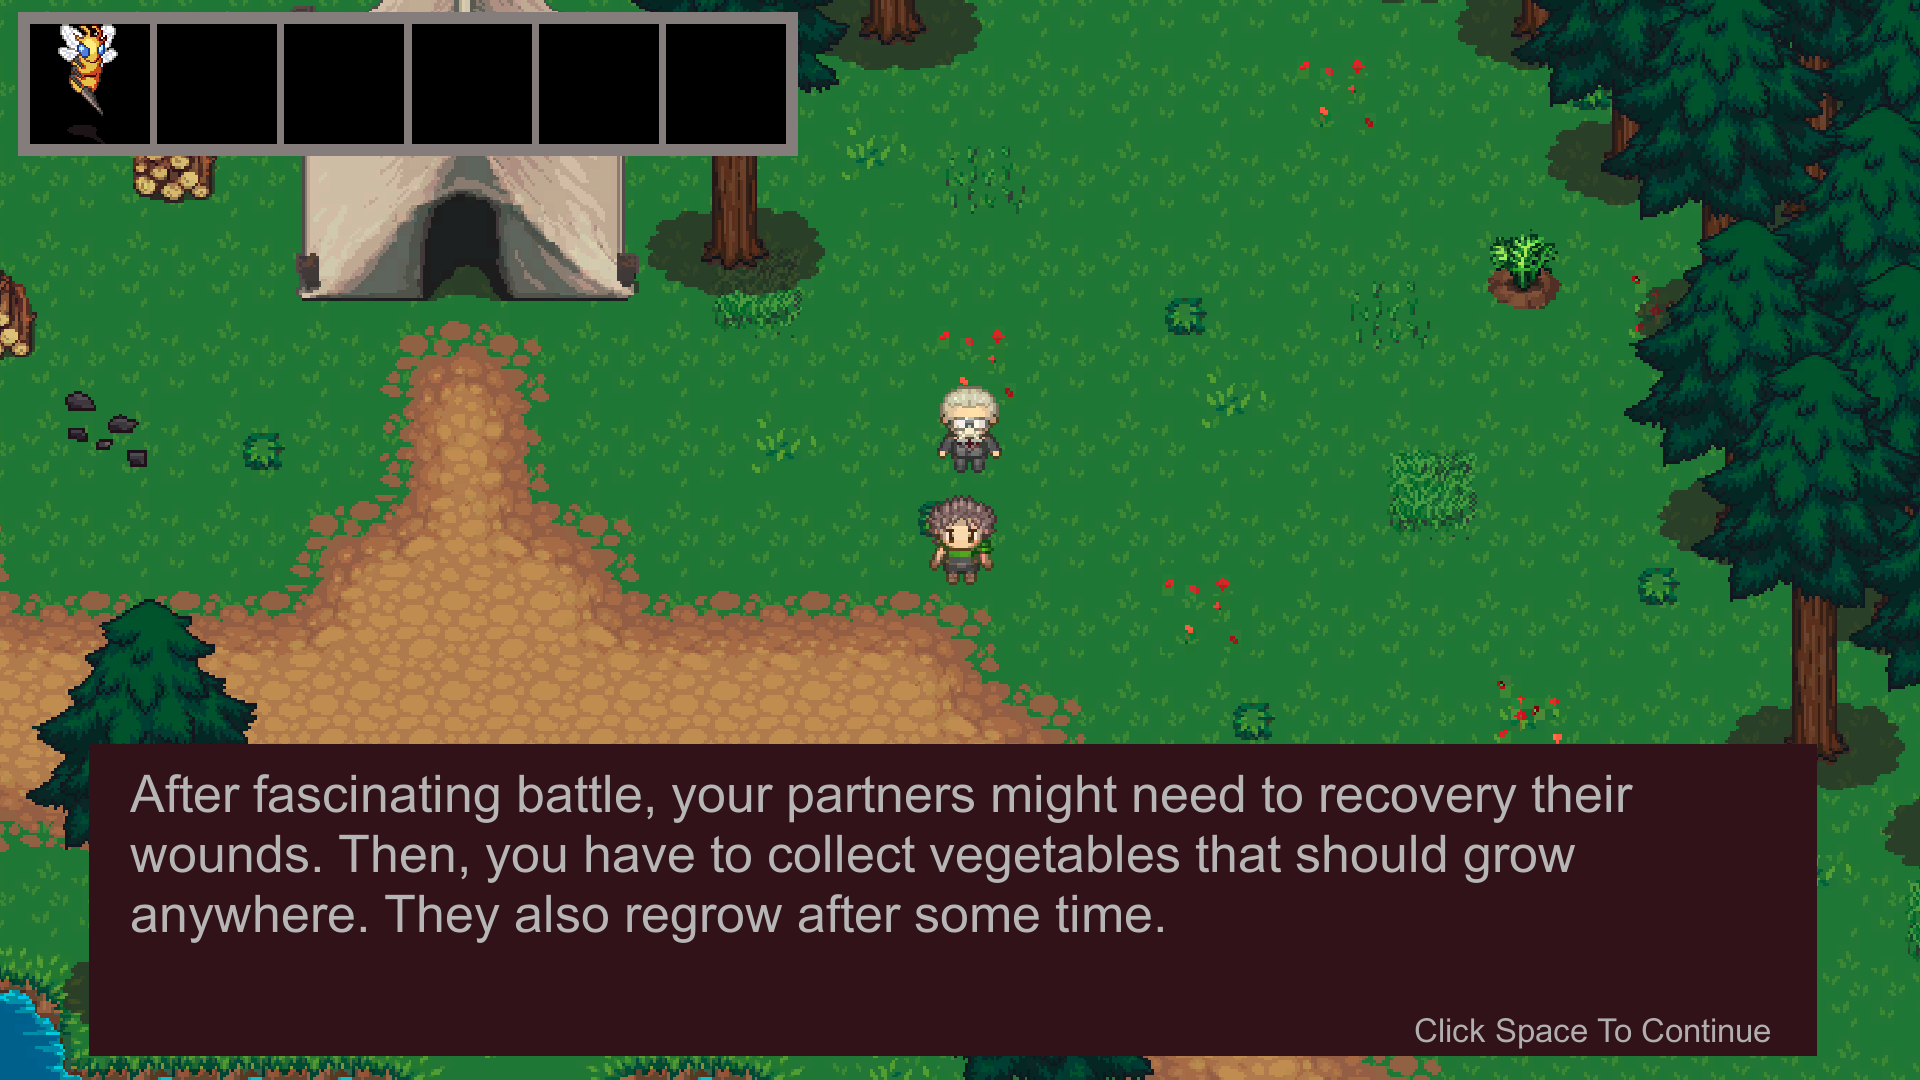 After fascinating battle, your partners might need to recovery their
wounds. Then, you have to collect vegetables that should grow
anywhere. They also regrow after some time.
Click Space To Continue